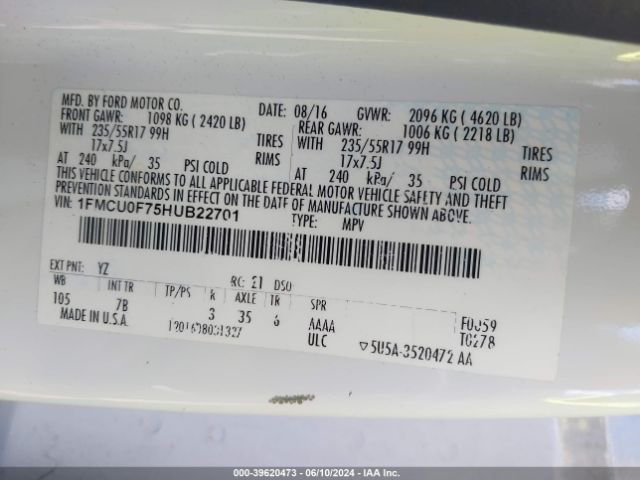 MFD. BY FORD MOTOR CO. DATE: 08/16 GVWR: 2096 KG ( 4620 LB)
FRONT GAWR: 1098 KG ( 2420 LB) REAR GAWR: 1006 KG ( 2218 LB)
WITH 235/55R17 99H TIRES WITH 235/55R17 99H TIRES
17x7.5J RIMS 17x7.5J RIMS
AT 240 kPa/ 35 PSI COLD AT 240 kPa/ 35 PSI COLD
THIS VEHICLE CONFORMS TO ALL APPLICABLE FEDERAL MOTOR VEHICLE SAFETY AND THEFT
PREVENTION STANDARDS IN EFFECT ON THE DATE OF MANUFACTURE SHOWN ABOVE.
VIN: 1FMCU0F75HUB22701 TYPE: MPV
EXT PNT: YZ RC: 21 DSO
WB INT TR TP/PS R AXLE TR SPR
105 7B 3 35 6 AAAA
MADE IN U.S.A. ULC 5U5A-3520472 AA
000-39620473 - 06/10/2024 - IAA Inc.